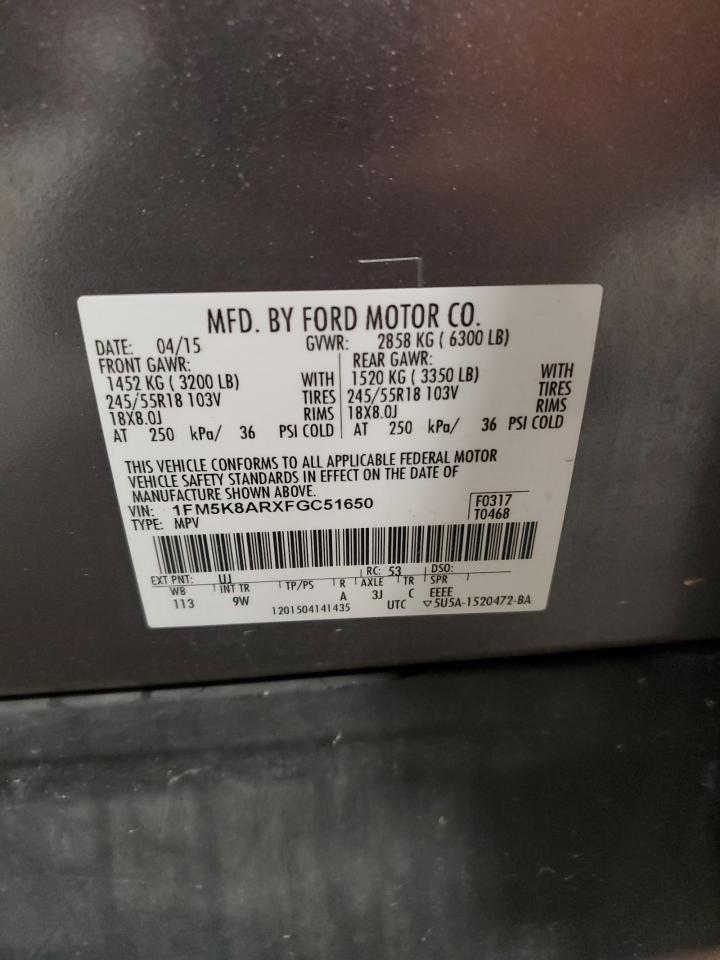 MFD. BY FORD MOTOR CO.
DATE: 04/15 GVWR: 2858 KG ( 6300 LB)
FRONT GAWR: REAR GAWR:
1452 KG ( 3200 LB) WITH 1520 KG ( 3350 LB) WITH
245/55R18 103V TIRES 245/55R18 103V TIRES
18X8.0J RIMS 18X8.0J RIMS
AT 250 kPa/ 36 PSI COLD AT 250 kPa/ 36 PSI COLD
THIS VEHICLE CONFORMS TO ALL APPLICABLE FEDERAL MOTOR
VEHICLE SAFETY STANDARDS IN EFFECT ON THE DATE OF
MANUFACTURE SHOWN ABOVE.
VIN: 1FM5K8ARXFGC51650 F0317
TYPE: MPV T0468
EXT PNT: UJ RC: 53 DSO:
WB INT TR TP/PS R AXLE TR SPR
113 9W A 3J C EEEE
1201504141435 UTC ▽5U5A-1520472-BA